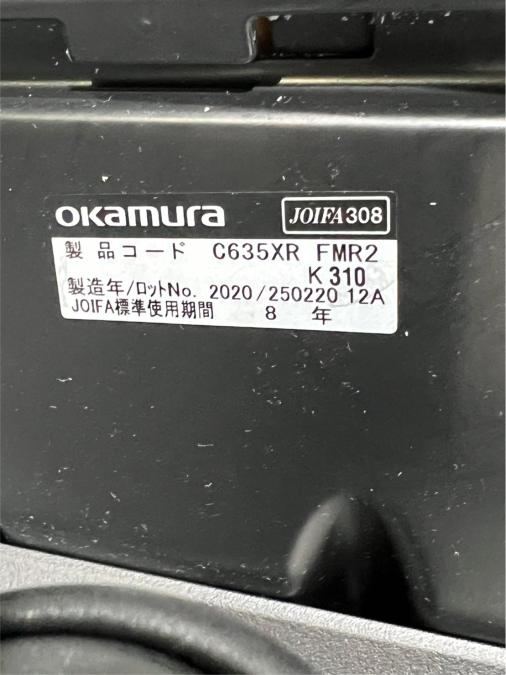 okamura JOIFA308
製品コード C635XR FMR2
K310
製造年/ロットNo. 2020/250220 12A
JOIFA標準使用期間 8 年